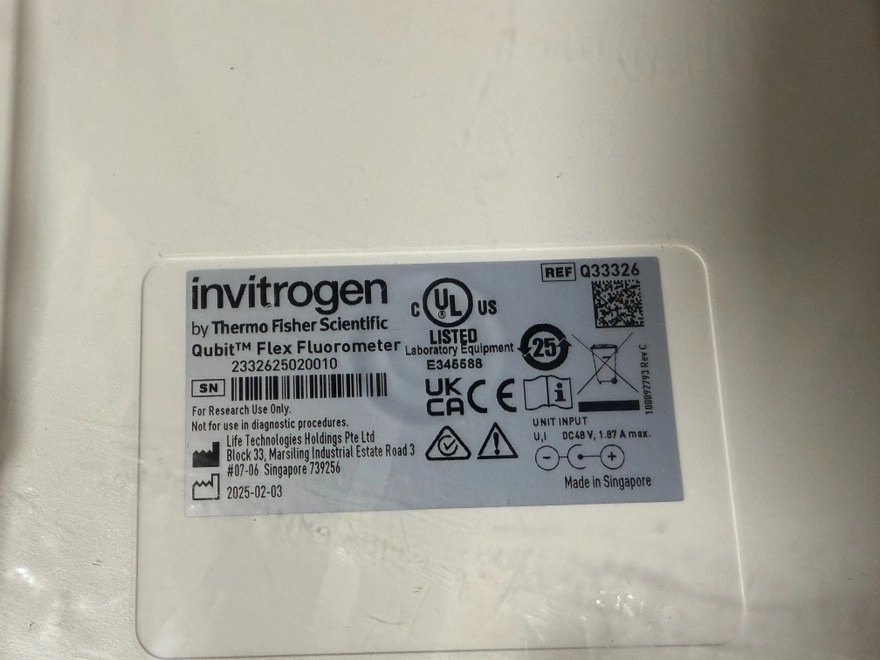 invitrogen
by Thermo Fisher Scientific
Qubit™ Flex Fluorometer
2332625020010
SN
For Research Use Only.
Not for use in diagnostic procedures.
Life Technologies Holdings Pte Ltd
Block 33, Marsiling Industrial Estate Road 3
#07-06 Singapore 739256
2025-02-03
C UL ® US
LISTED
Laboratory Equipment
E345588
UK
CA CE
REF Q33326
25
100092793 Rev C
UNIT INPUT
U,I DC48 V, 1.87 A max.
Made in Singapore